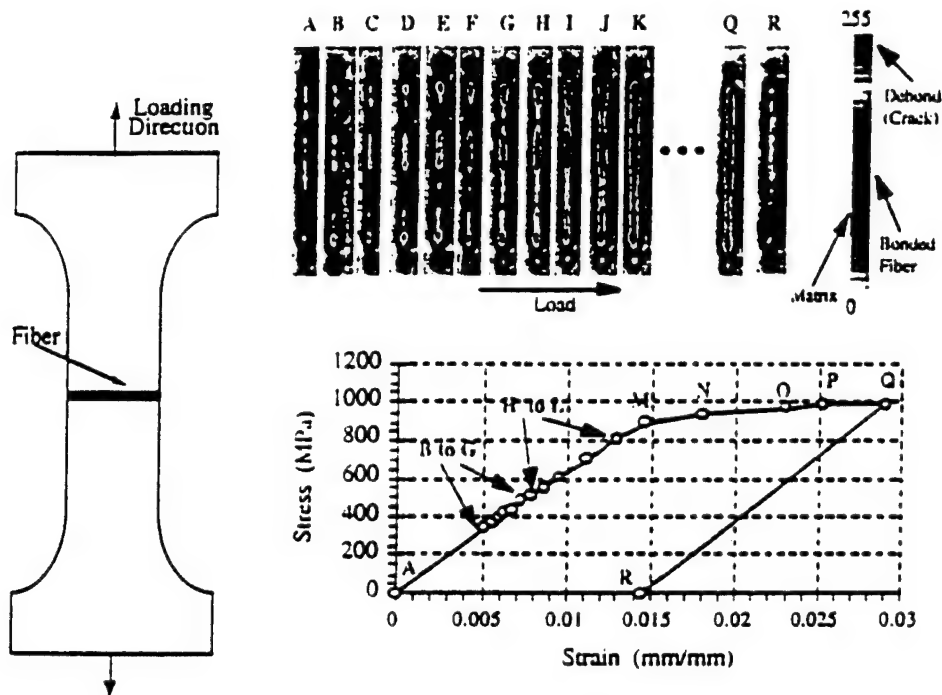 A B C D E F G H I J K Q R 255
Loading
Direction
Debond
(Crack)
Bonded
Fiber
Matrix
0
Load
Fiber
Stress (MPa)
1200
1000
800
600
400
200
0
A
B to G
H to L
M
N
O
P
Q
R
0 0.005 0.01 0.015 0.02 0.025 0.03
Strain (mm/mm)